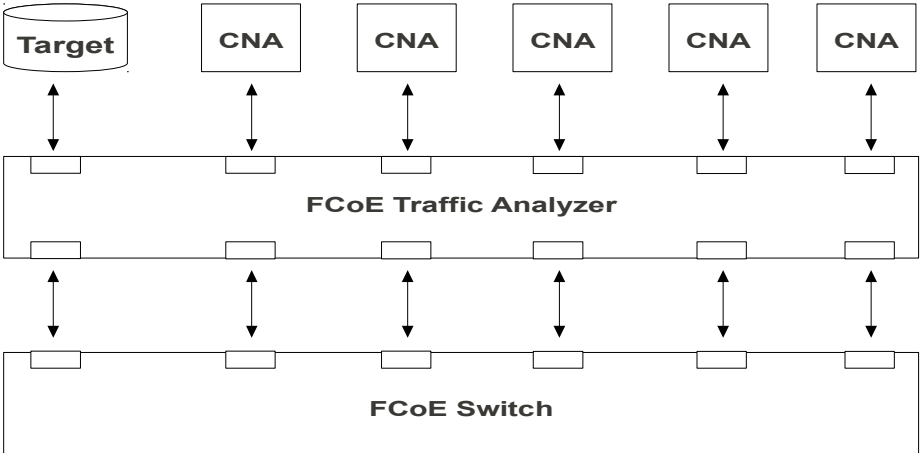 Target
CNA
CNA
CNA
CNA
CNA
FCoE Traffic Analyzer
FCoE Switch